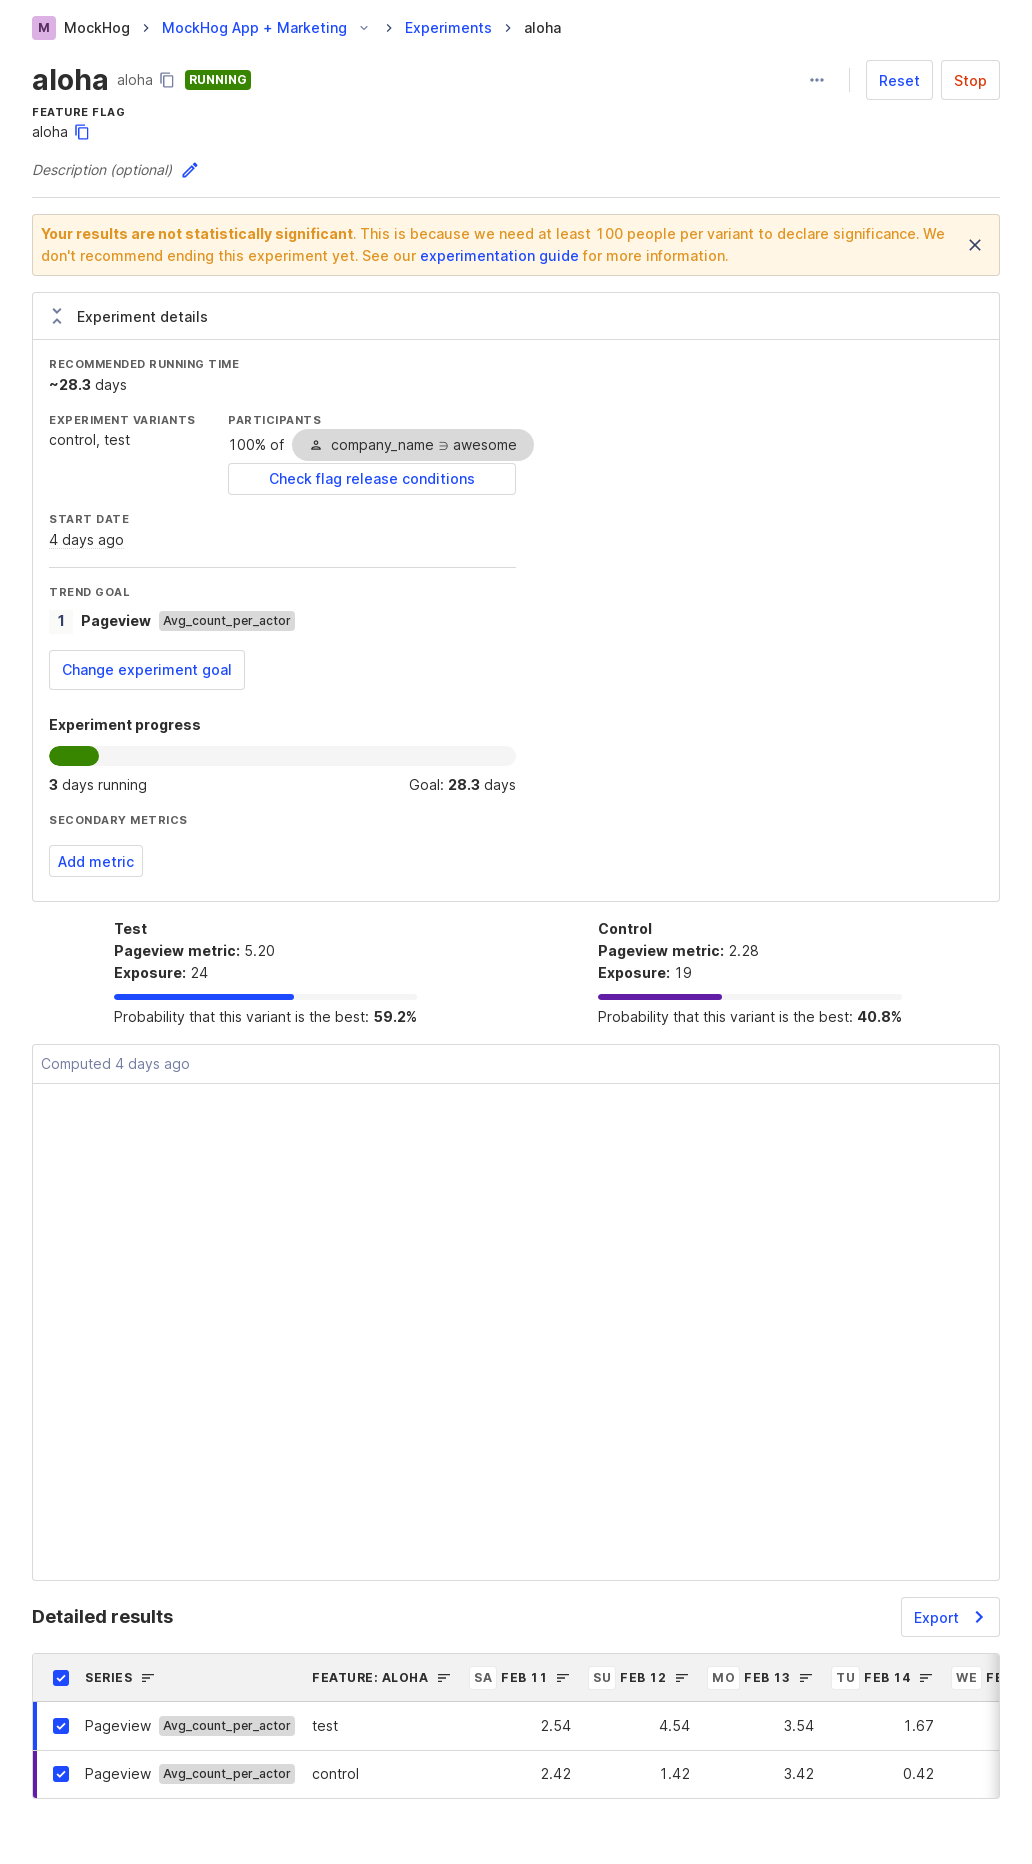 M MockHog > MockHog App + Marketing > Experiments > aloha
aloha aloha RUNNING ... Reset Stop
FEATURE FLAG
aloha
Description (optional)
Your results are not statistically significant. This is because we need at least 100 people per variant to declare significance. We
don't recommend ending this experiment yet. See our experimentation guide for more information.
Experiment details
RECOMMENDED RUNNING TIME
~28.3 days
EXPERIMENT VARIANTS PARTICIPANTS
control, test 100% of company_name ∋ awesome
Check flag release conditions
START DATE
4 days ago
TREND GOAL
1 Pageview Avg_count_per_actor
Change experiment goal
Experiment progress
3 days running Goal: 28.3 days
SECONDARY METRICS
Add metric
Test Control
Pageview metric: 5.20 Pageview metric: 2.28
Exposure: 24 Exposure: 19
Probability that this variant is the best: 59.2% Probability that this variant is the best: 40.8%
Computed 4 days ago
Detailed results Export
SERIES FEATURE: ALOHA SA FEB 11 SU FEB 12 MO FEB 13 TU FEB 14 WE
Pageview Avg_count_per_actor test 2.54 4.54 3.54 1.67
Pageview Avg_count_per_actor control 2.42 1.42 3.42 0.42